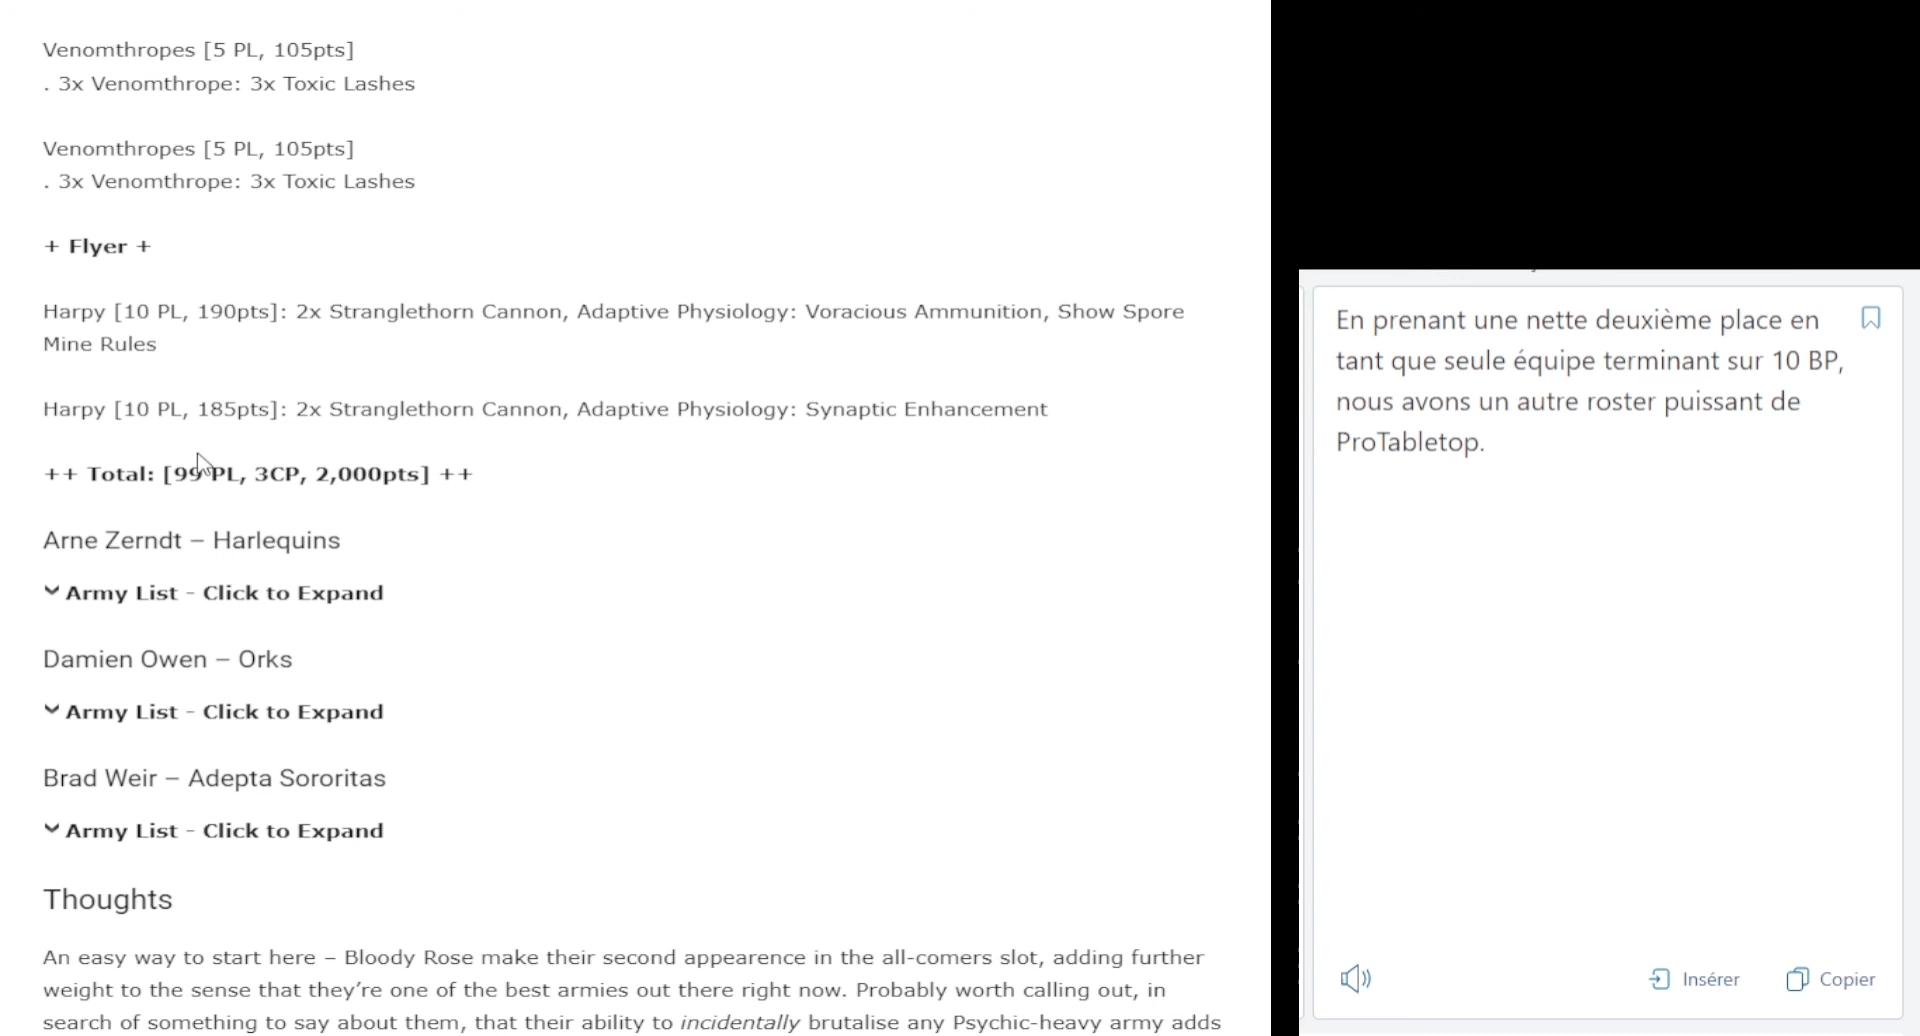 Venomthropes [5 PL, 105pts]
. 3x Venomthrope: 3x Toxic Lashes
Venomthropes [5 PL, 105pts]
. 3x Venomthrope: 3x Toxic Lashes
+ Flyer +
Harpy [10 PL, 190pts]: 2x Stranglethorn Cannon, Adaptive Physiology: Voracious Ammunition, Show Spore
Mine Rules
Harpy [10 PL, 185pts]: 2x Stranglethorn Cannon, Adaptive Physiology: Synaptic Enhancement
++ Total: [99 PL, 3CP, 2,000pts] ++
Arne Zerndt – Harlequins
Army List - Click to Expand
Damien Owen – Orks
Army List - Click to Expand
Brad Weir – Adepta Sororitas
Army List - Click to Expand
Thoughts
An easy way to start here – Bloody Rose make their second appearence in the all-comers slot, adding further
weight to the sense that they’re one of the best armies out there right now. Probably worth calling out, in
search of something to say about them, that their ability to incidentally brutalise any Psychic-heavy army adds
En prenant une nette deuxième place en
tant que seule équipe terminant sur 10 BP,
nous avons un autre roster puissant de
ProTabletop.
Insérer
Copier